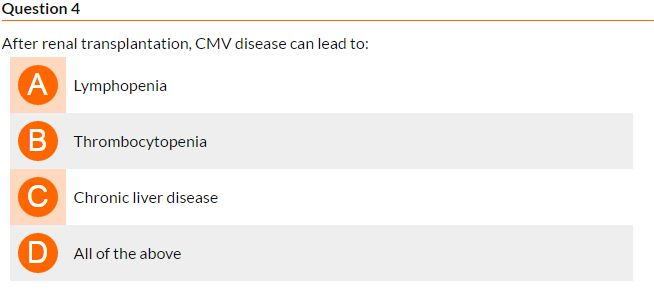 Question 4
After renal transplantation, CMV disease can lead to:
A Lymphopenia
B Thrombocytopenia
C Chronic liver disease
D All of the above